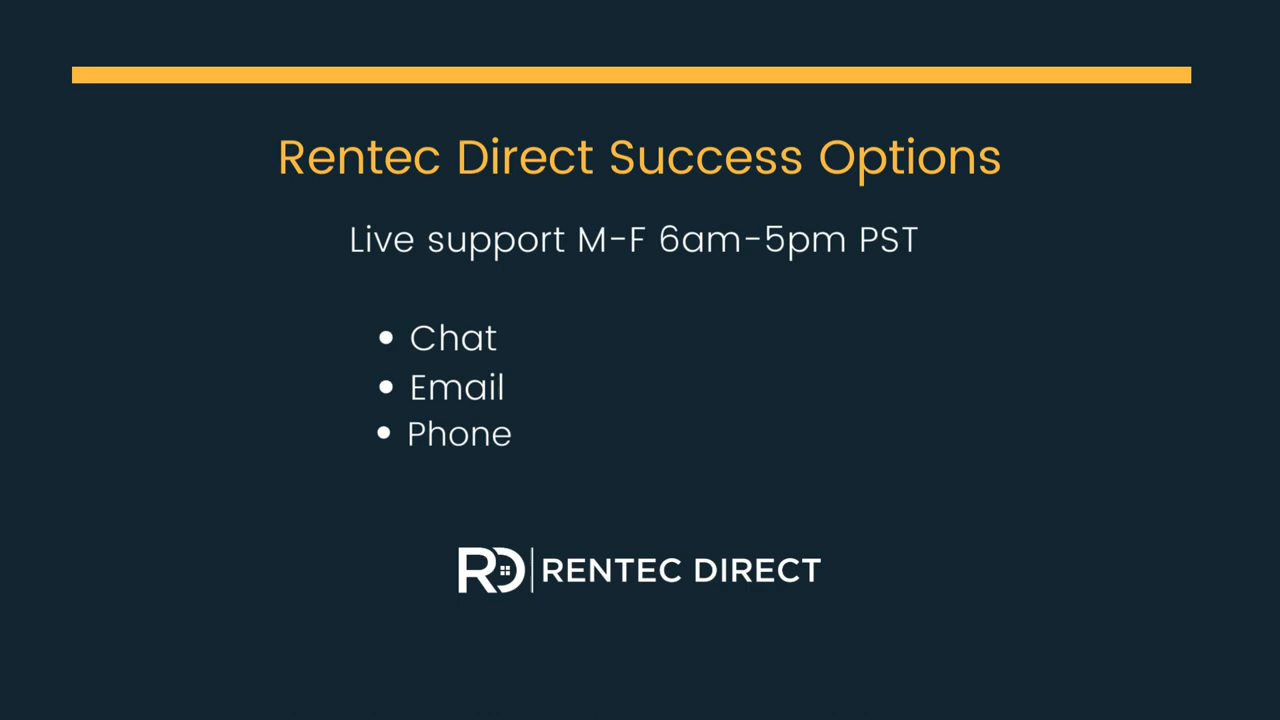 Rentec Direct Success Options
Live support M-F 6am-5pm PST
• Chat
• Email
• Phone
RD | RENTEC DIRECT